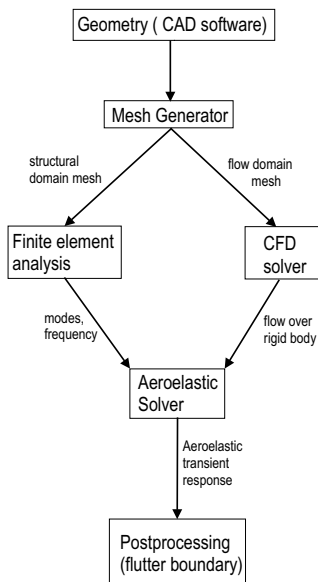 Geometry ( CAD software)
Mesh Generator
structural
domain mesh
flow domain
mesh
Finite element
analysis
CFD
solver
modes,
frequency
flow over
rigid body
Aeroelastic
Solver
Aeroelastic
transient
response
Postprocessing
(flutter boundary)